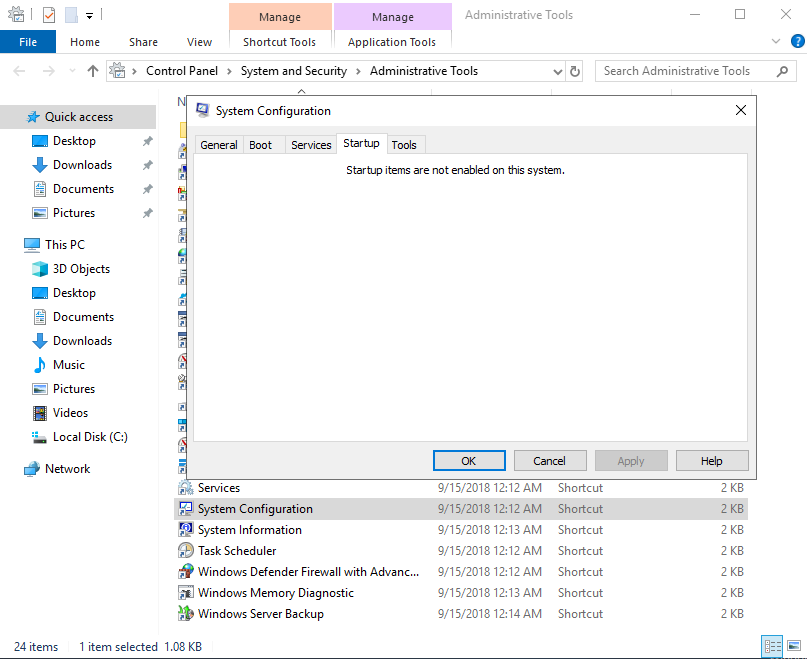 Manage
Manage
Administrative Tools
File
Home
Share
View
Shortcut Tools
Application Tools
?
Control Panel
System and Security
Administrative Tools
Search Administrative Tools
N
System Configuration
Quick access
Desktop
Downloads
Documents
Pictures
This PC
3D Objects
Desktop
Documents
Downloads
Music
Pictures
Videos
Local Disk (C:)
Network
General
Boot
Services
Startup
Tools
Startup items are not enabled on this system.
OK
Cancel
Apply
Help
Services 9/15/2018 12:12 AM Shortcut 2 KB
System Configuration 9/15/2018 12:12 AM Shortcut 2 KB
System Information 9/15/2018 12:13 AM Shortcut 2 KB
Task Scheduler 9/15/2018 12:12 AM Shortcut 2 KB
Windows Defender Firewall with Advanc... 9/15/2018 12:12 AM Shortcut 2 KB
Windows Memory Diagnostic 9/15/2018 12:13 AM Shortcut 2 KB
Windows Server Backup 9/15/2018 12:14 AM Shortcut 2 KB
24 items 1 item selected 1.08 KB